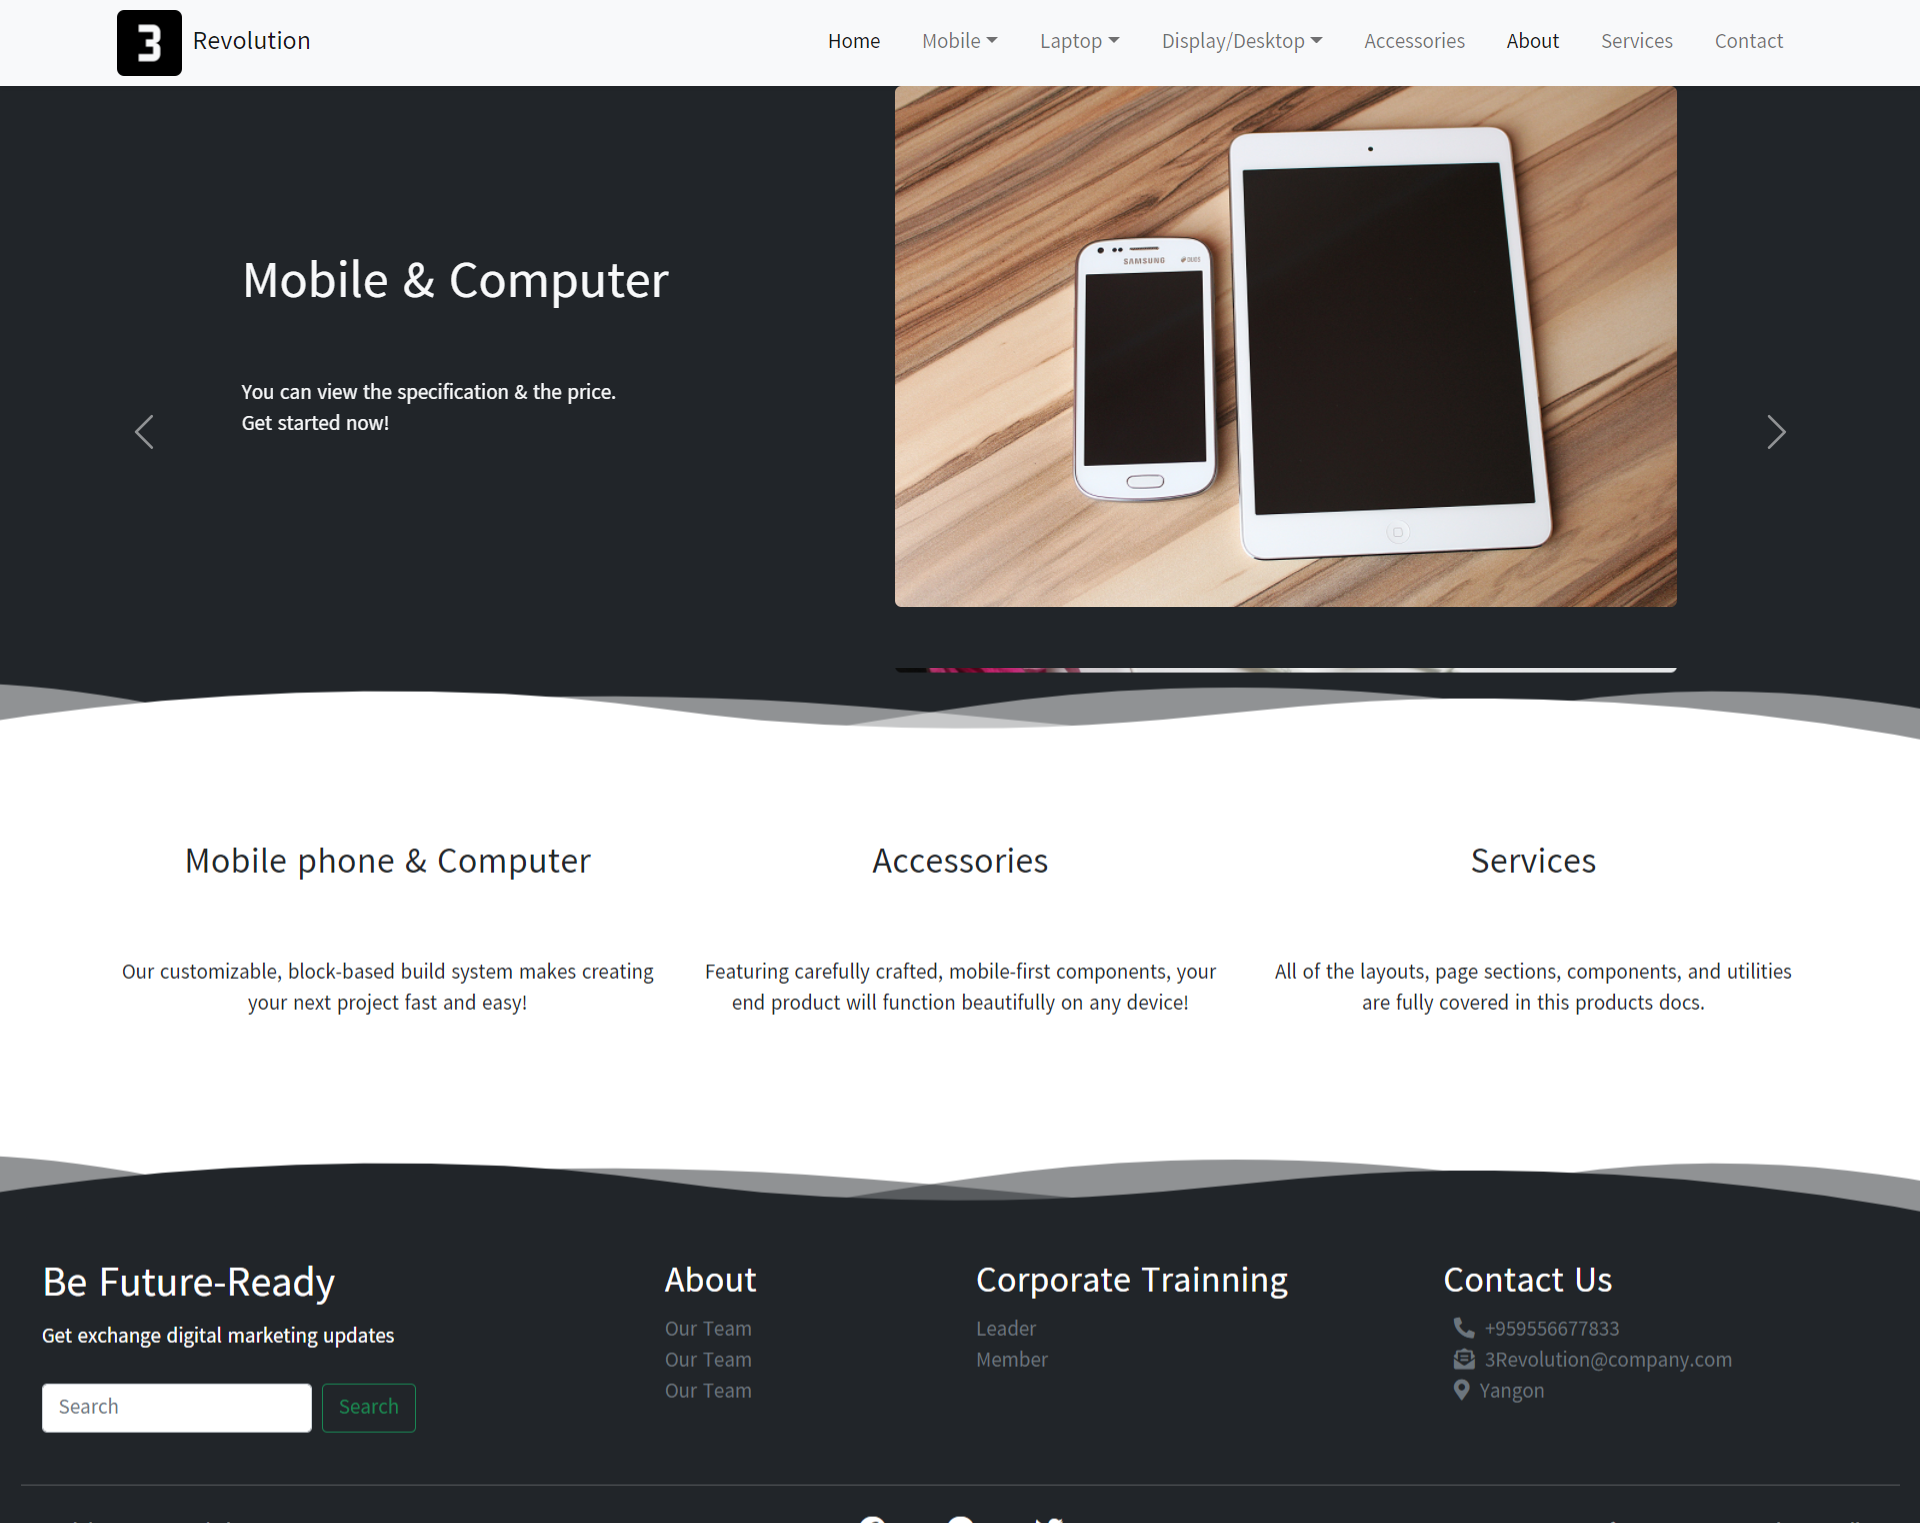 3 Revolution
Home Mobile Laptop Display/Desktop Accessories About Services Contact
Mobile & Computer
You can view the specification & the price.
Get started now!
SAMSUNG
Mobile phone & Computer
Our customizable, block-based build system makes creating
your next project fast and easy!
Accessories
Featuring carefully crafted, mobile-first components, your
end product will function beautifully on any device!
Services
All of the layouts, page sections, components, and utilities
are fully covered in this products docs.
Be Future-Ready
Get exchange digital marketing updates
Search Search
About
Our Team
Our Team
Our Team
Corporate Trainning
Leader
Member
Contact Us
+959556677833
3Revolution@company.com
Yangon